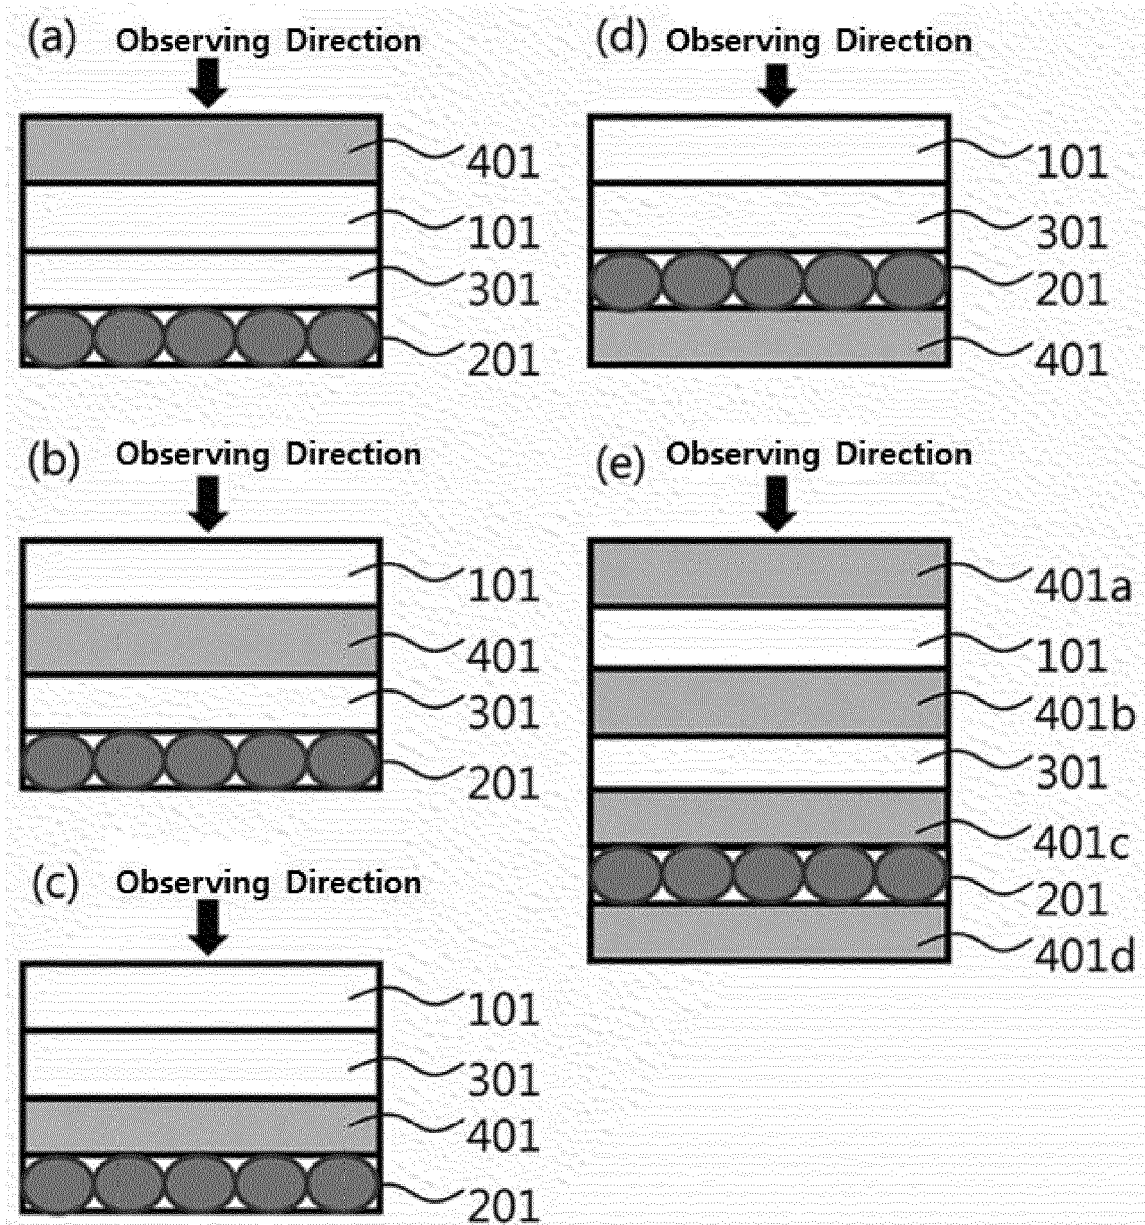 (a) Observing Direction
401
101
301
201
(b) Observing Direction
101
401
301
201
(c) Observing Direction
101
301
401
201
(d) Observing Direction
101
301
201
401
(e) Observing Direction
401a
101
401b
301
401c
201
401d